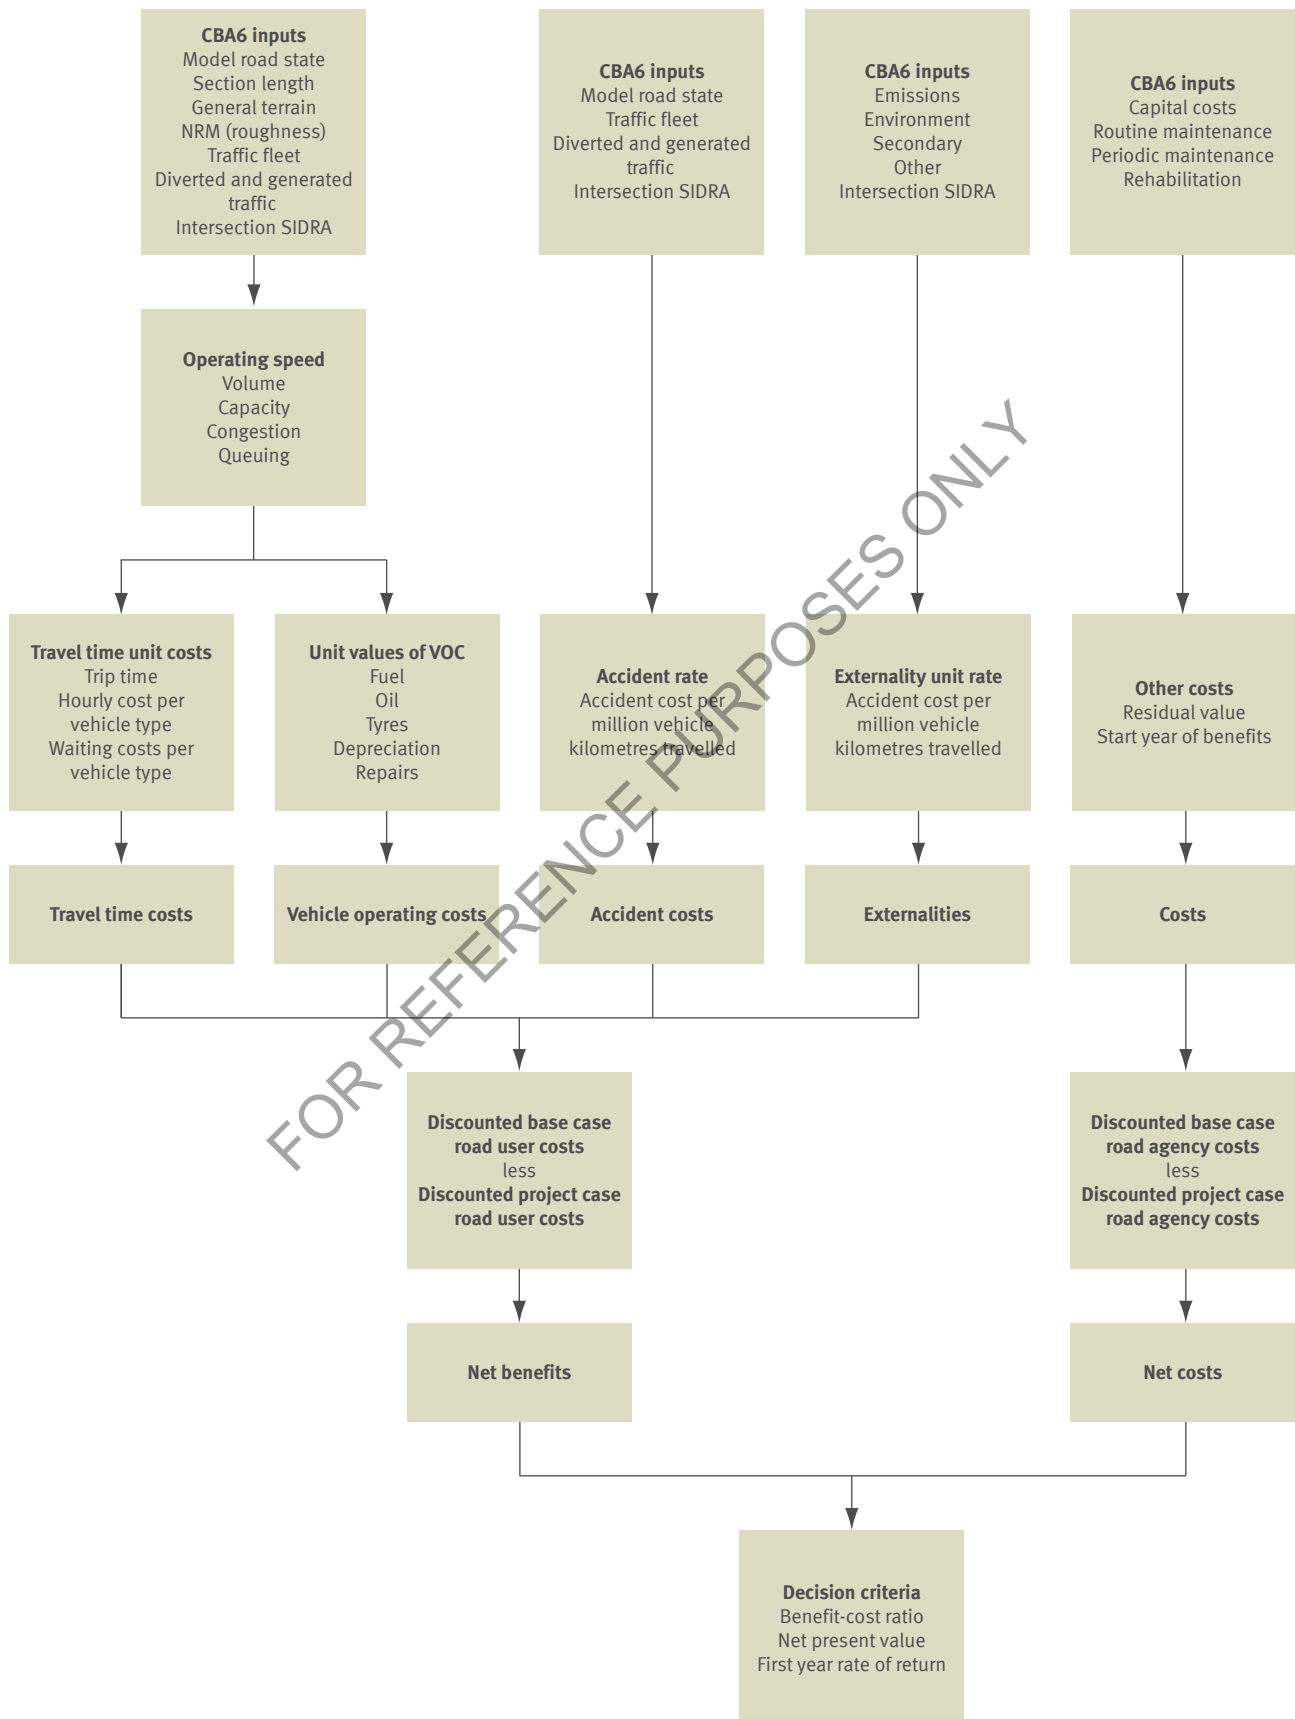 CBA6 inputs
Model road state
Section length
General terrain
NRM (roughness)
Traffic fleet
Diverted and generated
traffic
Intersection SIDRA
CBA6 inputs
Model road state
Traffic fleet
Diverted and generated
traffic
Intersection SIDRA
CBA6 inputs
Emissions
Environment
Secondary
Other
Intersection SIDRA
CBA6 inputs
Capital costs
Routine maintenance
Periodic maintenance
Rehabilitation
Operating speed
Volume
Capacity
Congestion
Queuing
Travel time unit costs
Trip time
Hourly cost per
vehicle type
Waiting costs per
vehicle type
Unit values of VOC
Fuel
Oil
Tyres
Depreciation
Repairs
Accident rate
Accident cost per
million vehicle
kilometres travelled
Externality unit rate
Accident cost per
million vehicle
kilometres travelled
Other costs
Residual value
Start year of benefits
Travel time costs
Vehicle operating costs
Accident costs
Externalities
Costs
Discounted base case
road user costs
less
Discounted project case
road user costs
Discounted base case
road agency costs
less
Discounted project case
road agency costs
Net benefits
Net costs
Decision criteria
Benefit-cost ratio
Net present value
First year rate of return
FOR REFERENCE PURPOSES ONLY